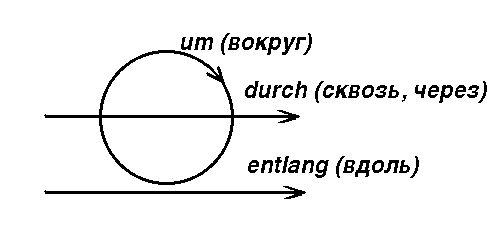 um (вокруг)
durch (сквозь, через)
entlang (вдоль)